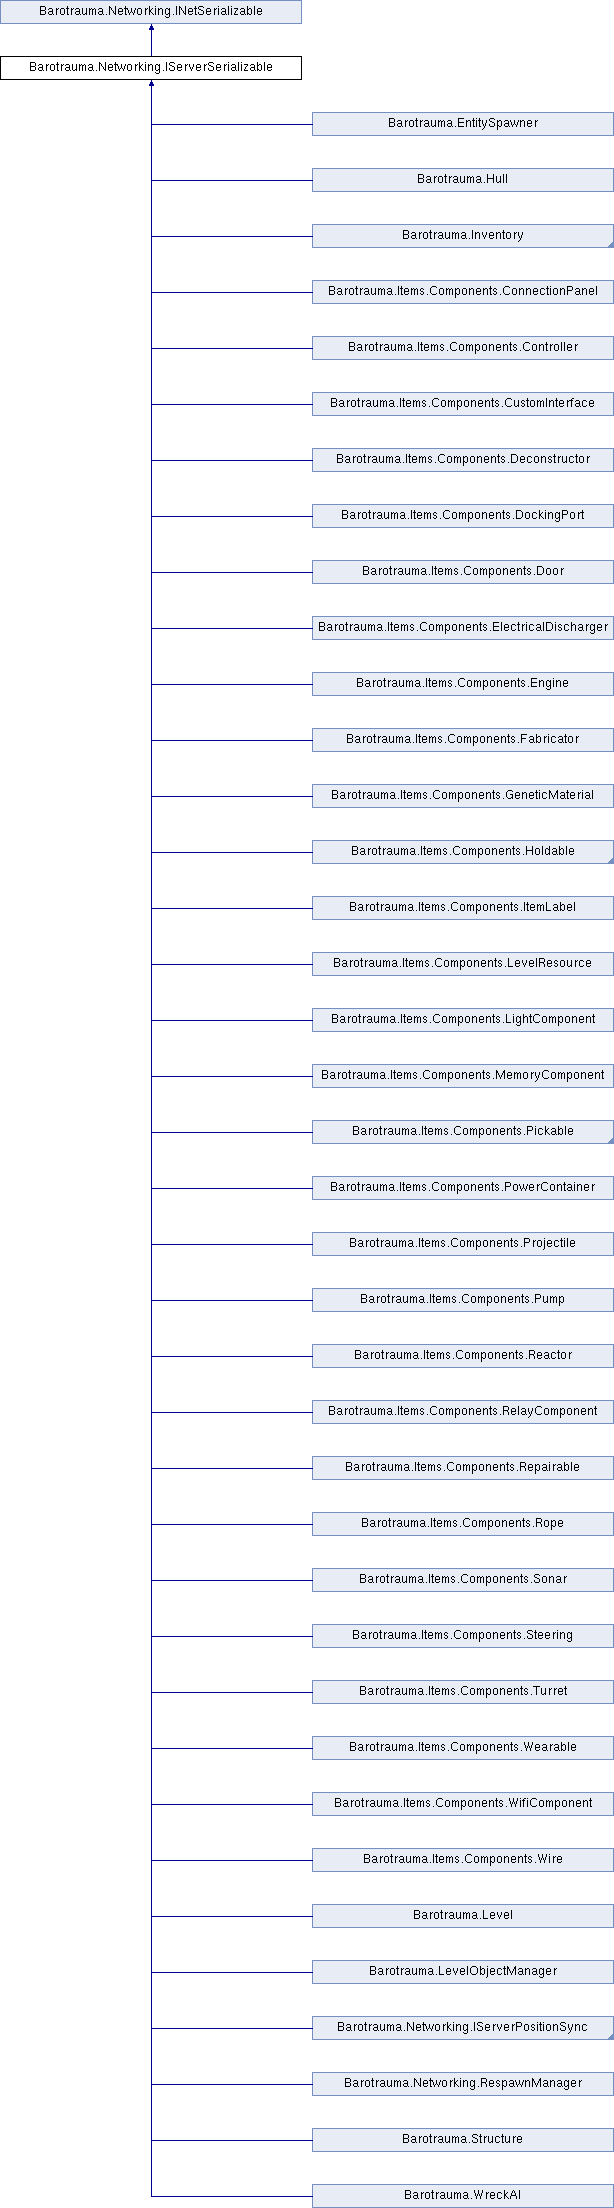 Barotrauma.Networking.INetSerializable
Barotrauma.Networking.IServerSerializable
Barotrauma.EntitySpawner
Barotrauma.Hull
Barotrauma.Inventory
Barotrauma.Items.Components.ConnectionPanel
Barotrauma.Items.Components.Controller
Barotrauma.Items.Components.CustomInterface
Barotrauma.Items.Components.Deconstructor
Barotrauma.Items.Components.DockingPort
Barotrauma.Items.Components.Door
Barotrauma.Items.Components.ElectricalDischarger
Barotrauma.Items.Components.Engine
Barotrauma.Items.Components.Fabricator
Barotrauma.Items.Components.GeneticMaterial
Barotrauma.Items.Components.Holdable
Barotrauma.Items.Components.ItemLabel
Barotrauma.Items.Components.LevelResource
Barotrauma.Items.Components.LightComponent
Barotrauma.Items.Components.MemoryComponent
Barotrauma.Items.Components.Pickable
Barotrauma.Items.Components.PowerContainer
Barotrauma.Items.Components.Projectile
Barotrauma.Items.Components.Pump
Barotrauma.Items.Components.Reactor
Barotrauma.Items.Components.RelayComponent
Barotrauma.Items.Components.Repairable
Barotrauma.Items.Components.Rope
Barotrauma.Items.Components.Sonar
Barotrauma.Items.Components.Steering
Barotrauma.Items.Components.Turret
Barotrauma.Items.Components.Wearable
Barotrauma.Items.Components.WifiComponent
Barotrauma.Items.Components.Wire
Barotrauma.Level
Barotrauma.LevelObjectManager
Barotrauma.Networking.IServerPositionSync
Barotrauma.Networking.RespawnManager
Barotrauma.Structure
Barotrauma.WreckAI